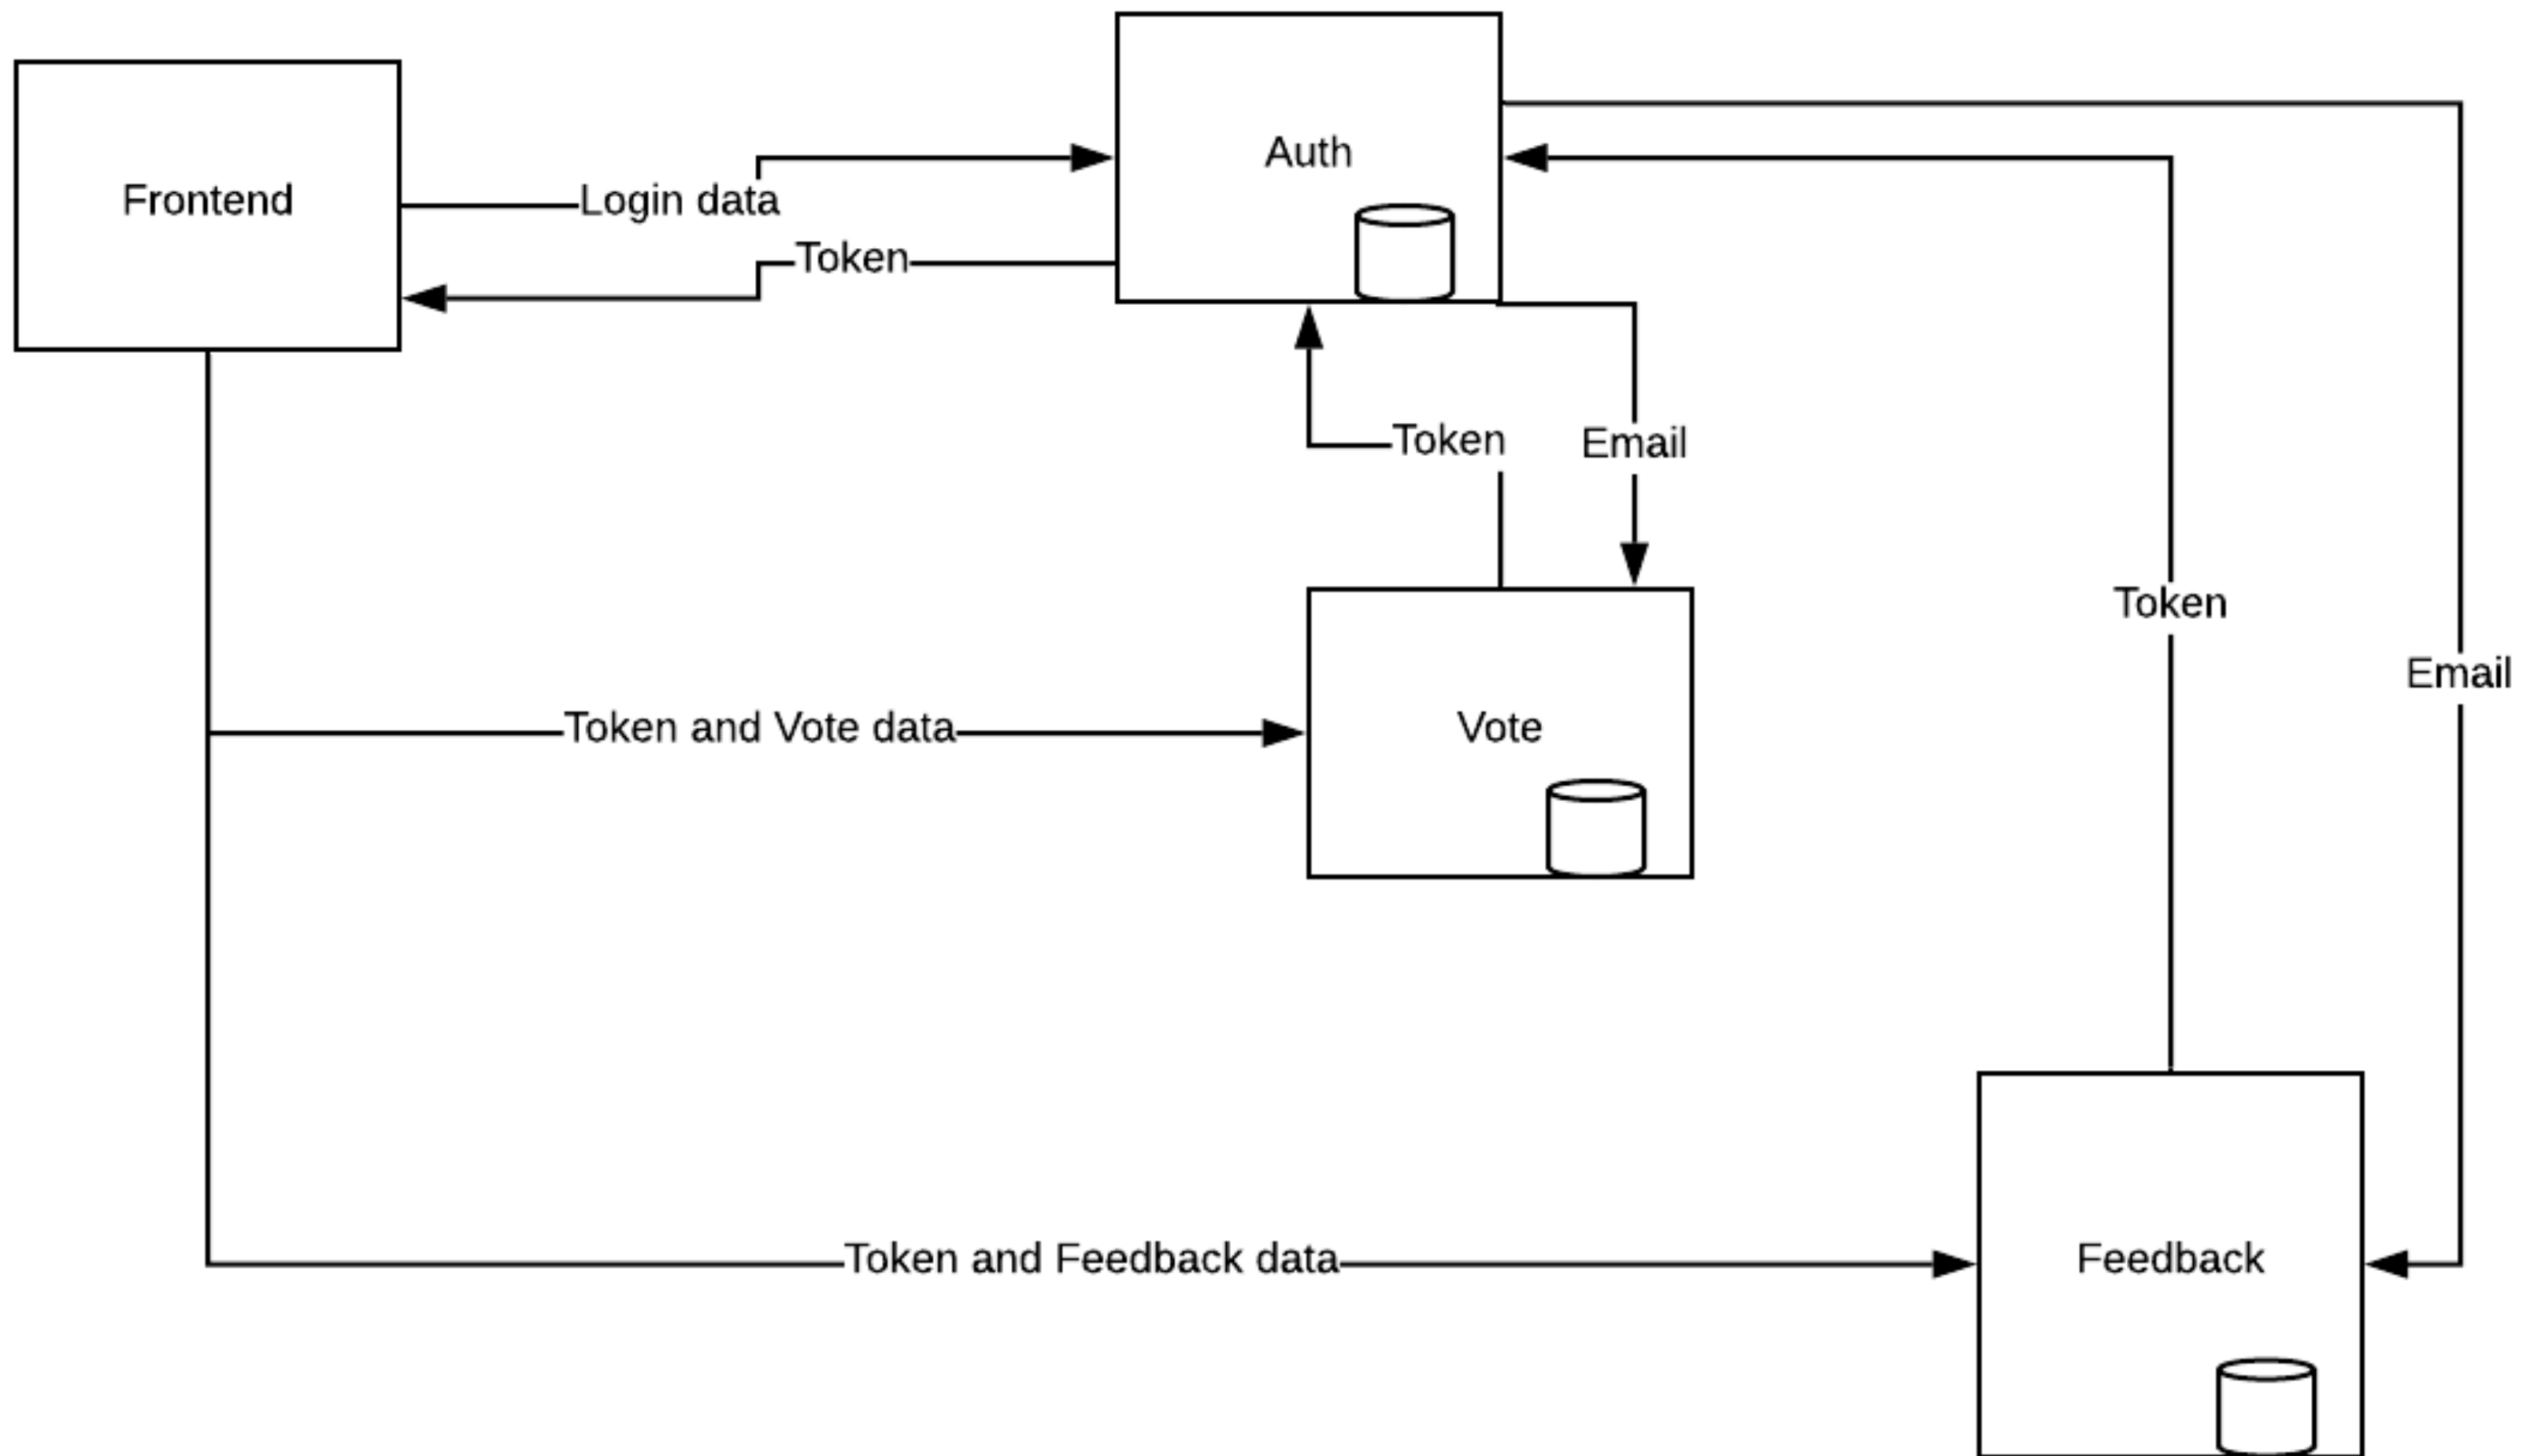 Auth
Frontend
Login data
Token
Token
Email
Token
Email
Token and Vote data
Vote
Token and Feedback data
Feedback